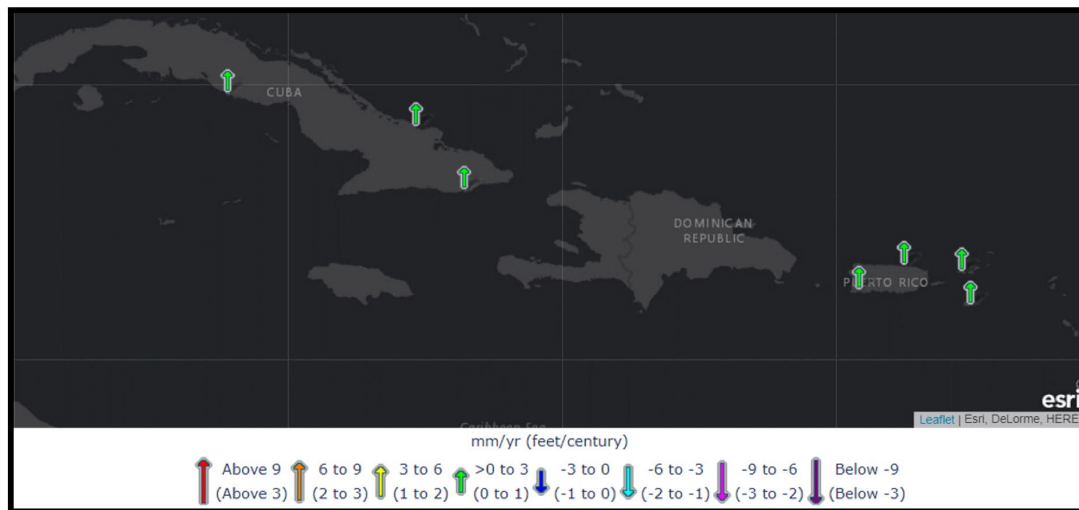 CUBA
DOMINICAN
REPUBLIC
PUERTO RICO
esri
Leaflet | Esri, DeLorme, HERE
Caribbean Sea
mm/yr (feet/century)
Above 9 6 to 9 3 to 6 >0 to 3 -3 to 0 -6 to -3 -9 to -6 Below -9
(Above 3) (2 to 3) (1 to 2) (0 to 1) (-1 to 0) (-2 to -1) (-3 to -2) (Below -3)